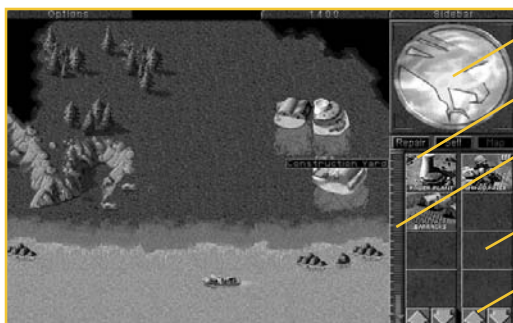 Options
1400
Sidebar
Repair
Sell
Map
Construction Yard
POWER PLANT
BARRACKS